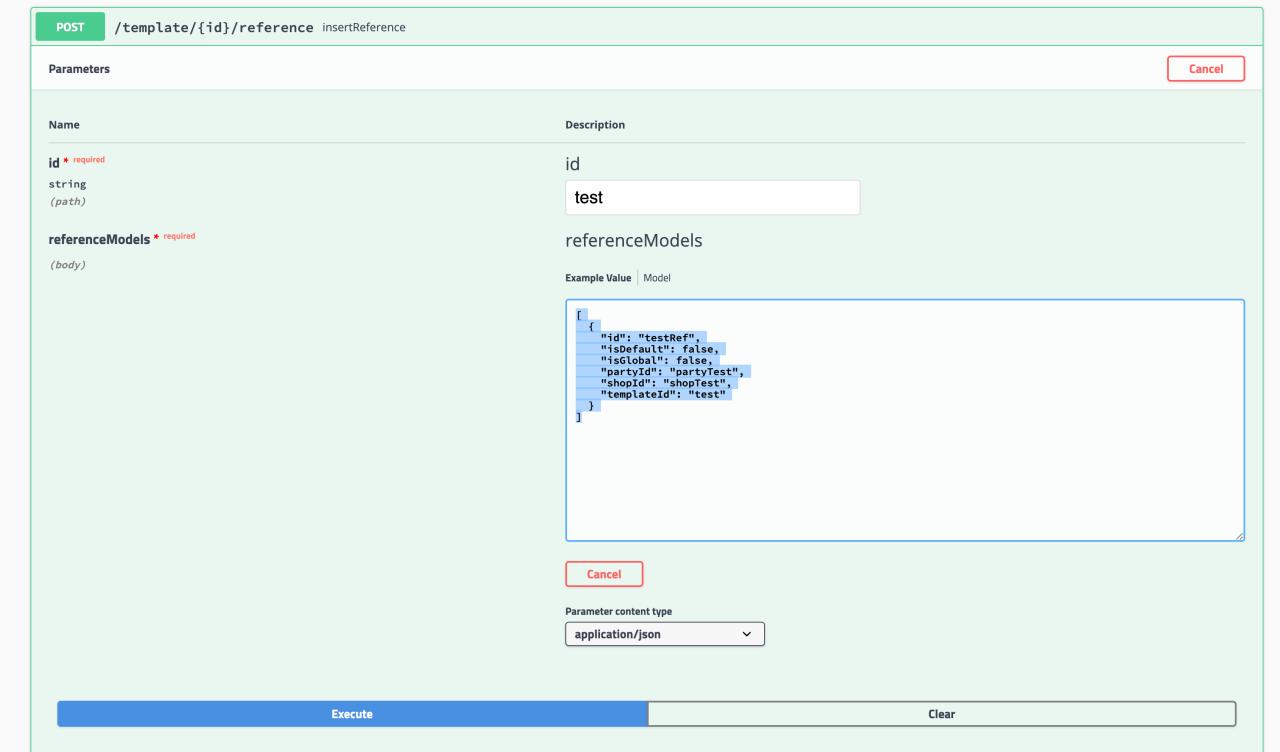 POST /template/{id}/reference insertReference
Parameters Cancel
Name Description
id * required id
string test
(path)
referenceModels * required referenceModels
(body)
Example Value Model
[
  {
    "id": "testRef",
    "isDefault": false,
    "isGlobal": false,
    "partyId": "partyTest",
    "shopId": "shopTest",
    "templateId": "test"
  }
]
Cancel
Parameter content type
application/json
Execute Clear